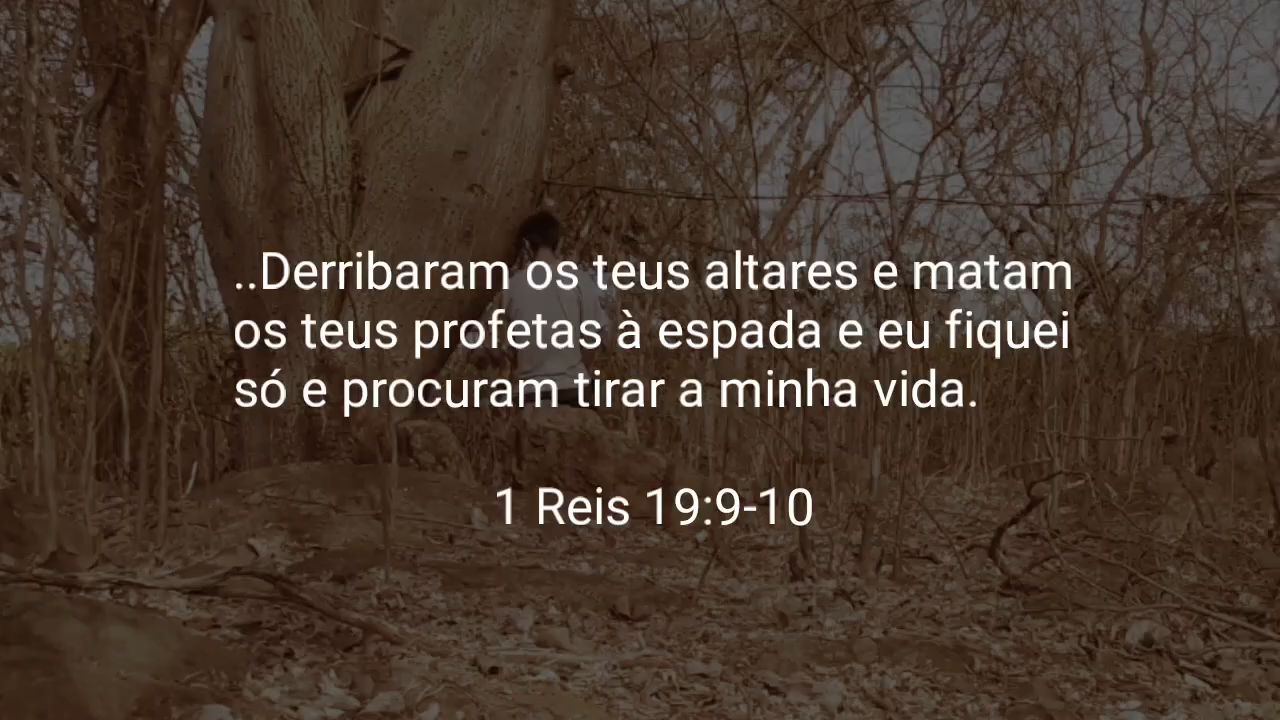 ..Derribaram os teus altares e matam
os teus profetas à espada e eu fiquei
só e procuram tirar a minha vida.
1 Reis 19:9-10